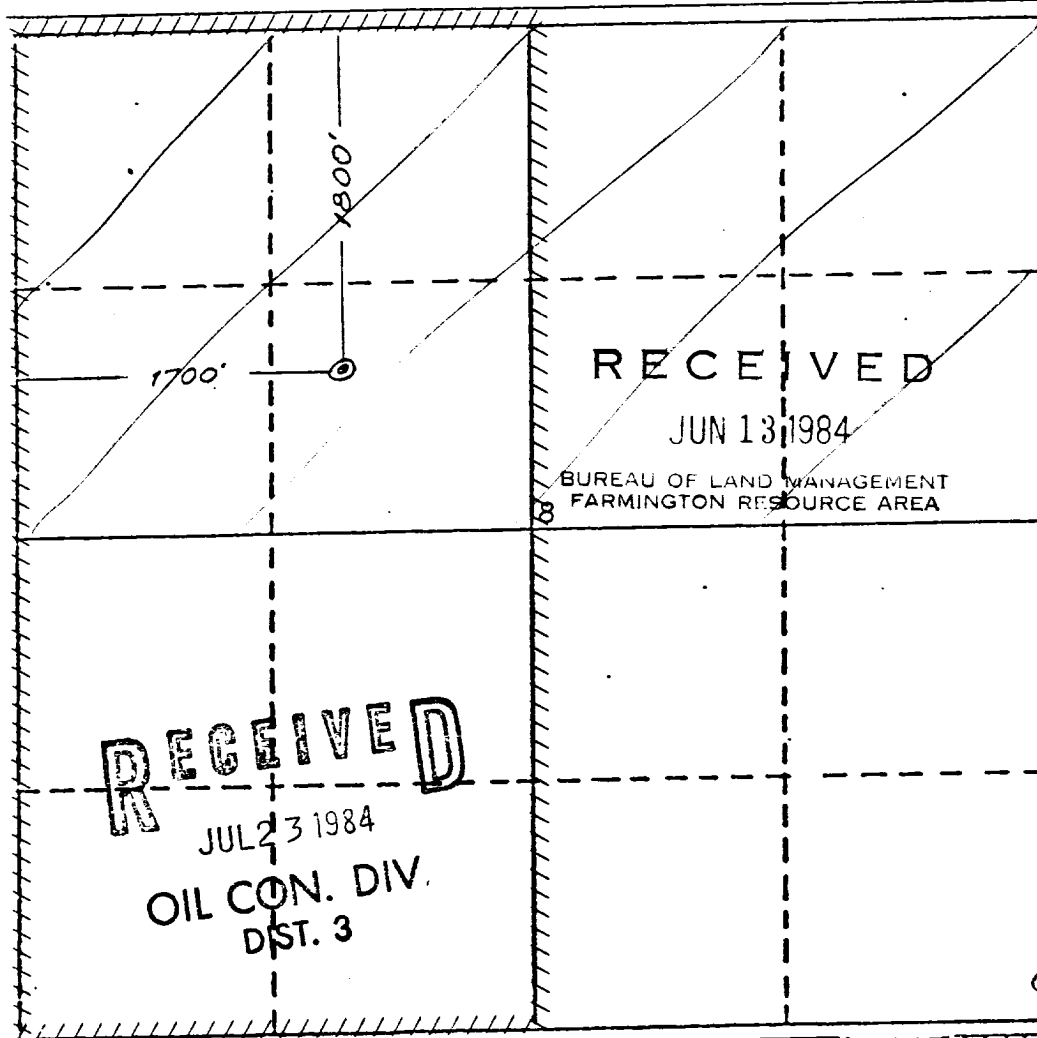 1800'
1700'
RECEIVED
JUN 13 1984
BUREAU OF LAND MANAGEMENT
FARMINGTON RESOURCE AREA
8
RECEIVED
JUL 23 1984
OIL CON. DIV.
DIST. 3